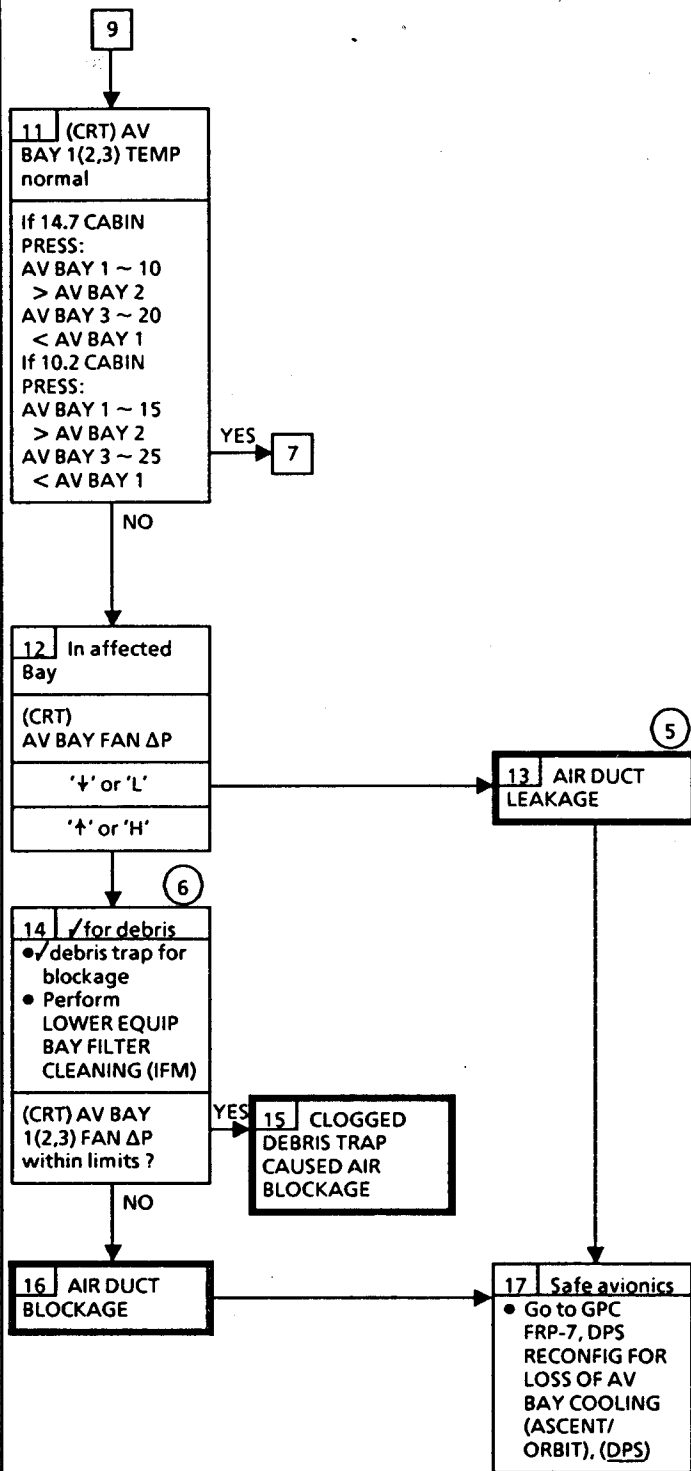 9
11 (CRT) AV
BAY 1(2,3) TEMP
normal
If 14.7 CABIN
PRESS:
AV BAY 1 ~ 10
> AV BAY 2
AV BAY 3 ~ 20
< AV BAY 1
If 10.2 CABIN
PRESS:
AV BAY 1 ~ 15
> AV BAY 2
AV BAY 3 ~ 25
< AV BAY 1
YES
7
NO
12 In affected
Bay
(CRT)
AV BAY FAN ΔP
'↓' or 'L'
'↑' or 'H'
5
13 AIR DUCT
LEAKAGE
6
14 √ for debris
• √ debris trap for
blockage
• Perform
LOWER EQUIP
BAY FILTER
CLEANING (IFM)
(CRT) AV BAY
1(2,3) FAN ΔP
within limits ?
YES
15 CLOGGED
DEBRIS TRAP
CAUSED AIR
BLOCKAGE
NO
16 AIR DUCT
BLOCKAGE
17 Safe avionics
• Go to GPC
FRP-7, DPS
RECONFIG FOR
LOSS OF AV
BAY COOLING
(ASCENT/
ORBIT), (DPS)